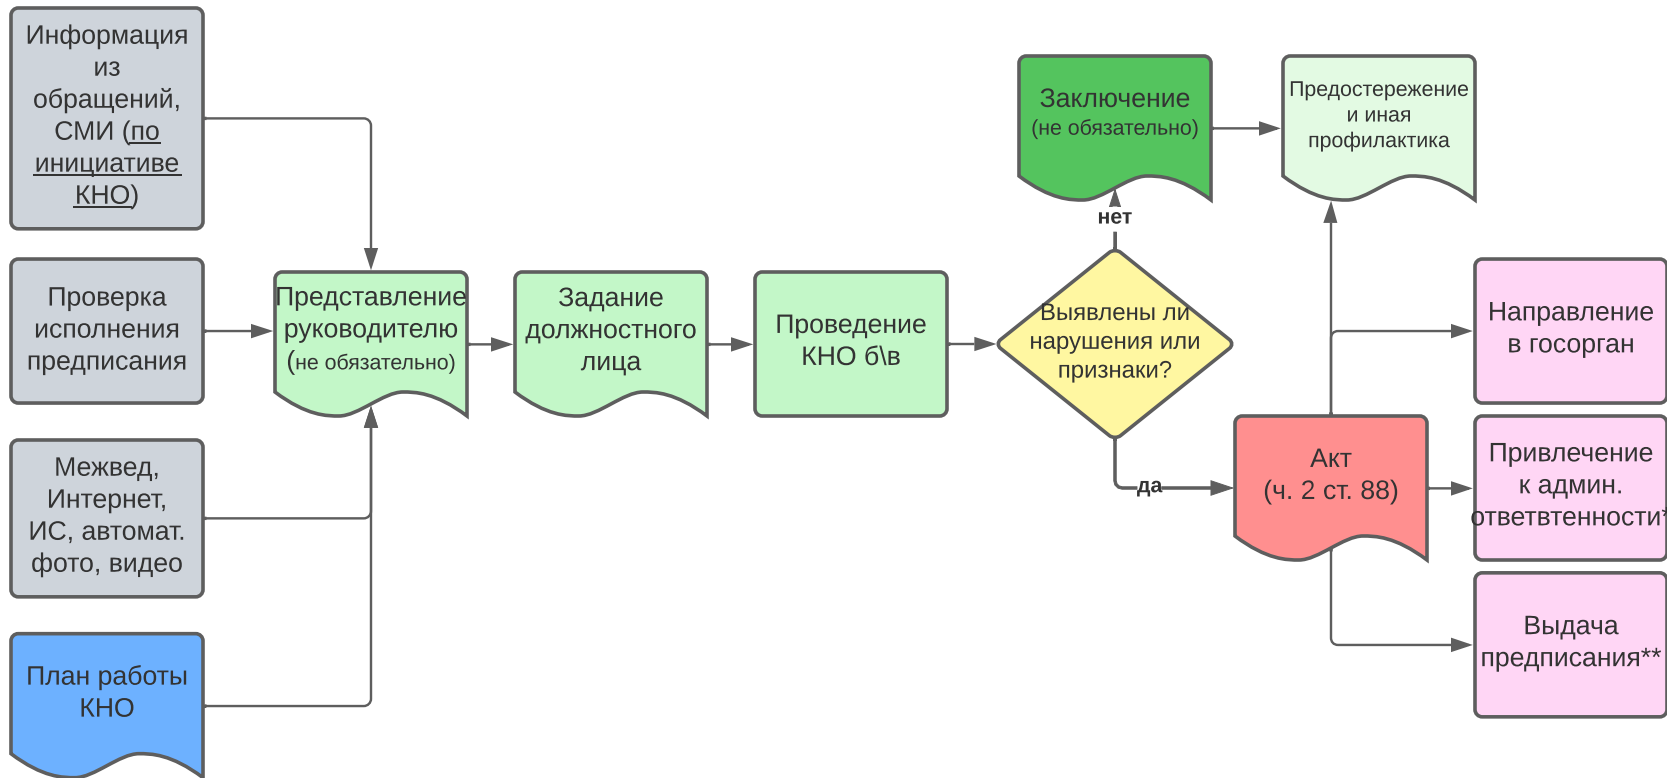 Информация
из
обращений,
СМИ (по
инициативе
КНО)
Проверка
исполнения
предписания
Межвед,
Интернет,
ИС, автомат.
фото, видео
План работы
КНО
Представление
руководителю
(не обязательно)
Задание
должностного
лица
Проведение
КНО б\в
Выявлены ли
нарушения или
признаки?
нет
Заключение
(не обязательно)
Предостережение
и иная
профилактика
да
Акт
(ч. 2 ст. 88)
Направление
в госорган
Привлечение
к админ.
ответвтенности*
Выдача
предписания**